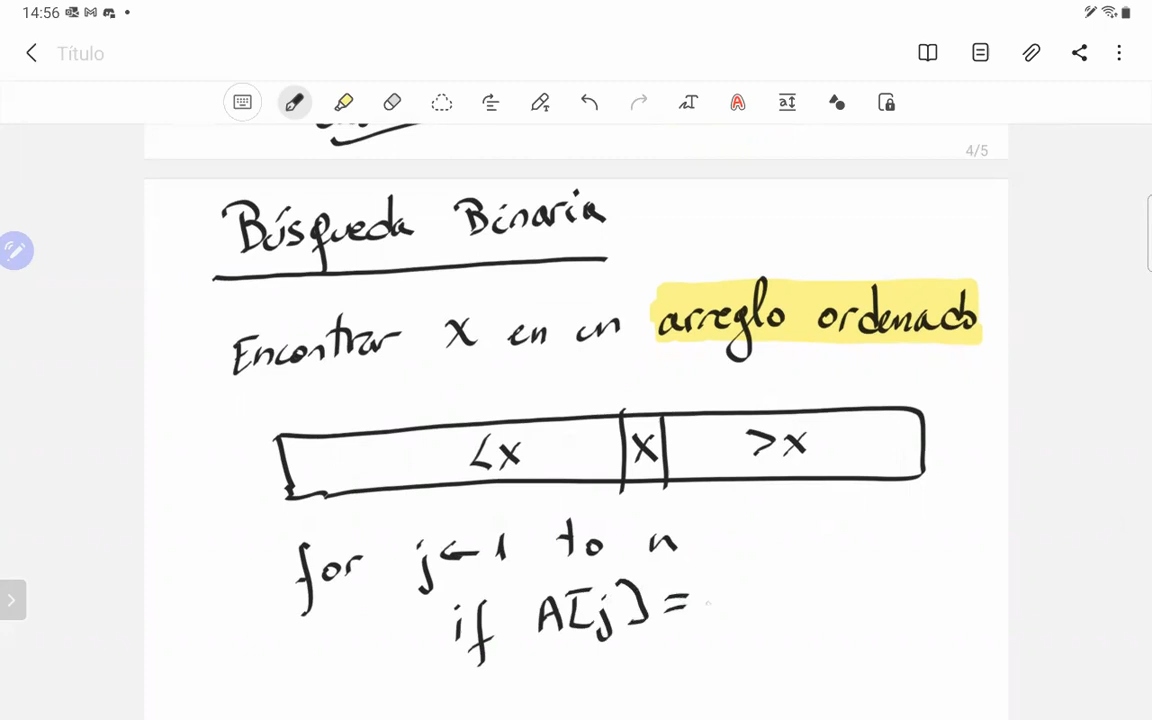 14:56
Título
4/5
Búsqueda Binaria
Encontrar x en un arreglo ordenado
<x x >x
for j ← 1 to n
if A[j] =